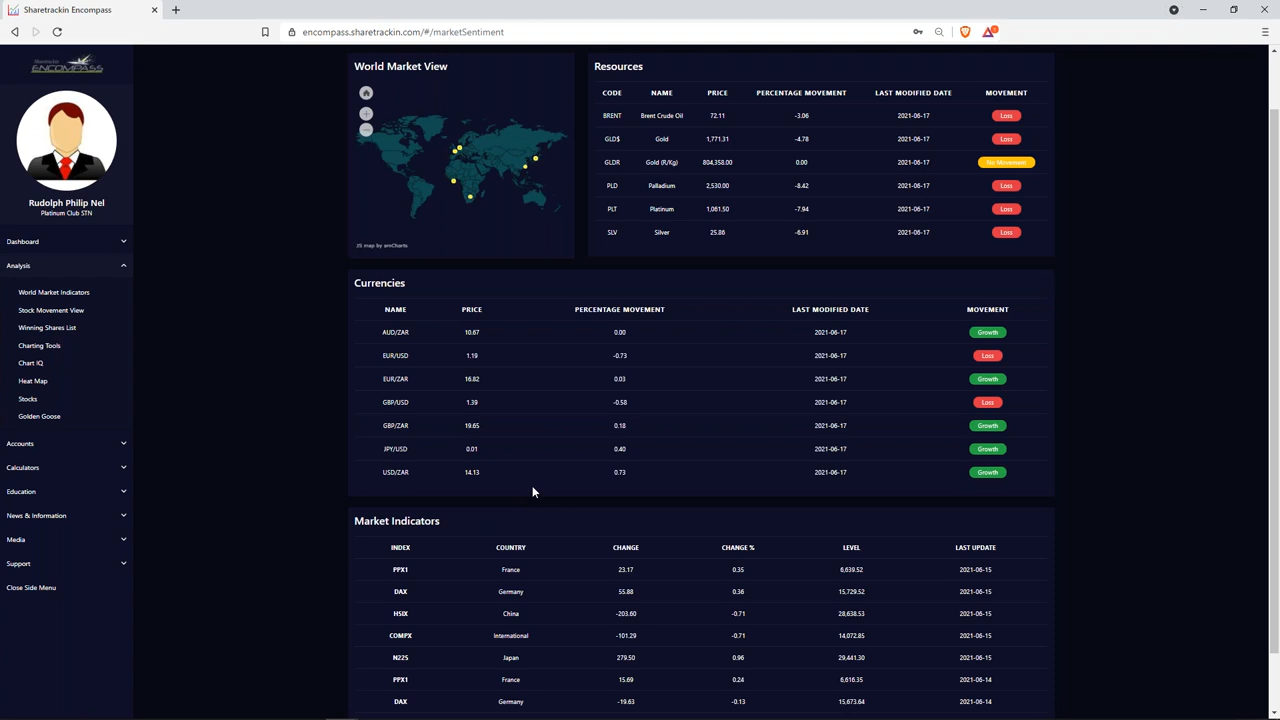 Sharetrackin Encompass
encompass.sharetrackin.com/#/marketSentiment
ENCOMPASS
Rudolph Philip Nel
Platinum Club STN
Dashboard
Analysis
World Market Indicators
Stock Movement View
Winning Shares List
Charting Tools
Chart IQ
Heat Map
Stocks
Golden Goose
Accounts
Calculators
Education
News & Information
Media
Support
Close Side Menu
World Market View
JS map by amCharts
Resources
CODE NAME PRICE PERCENTAGE MOVEMENT LAST MODIFIED DATE MOVEMENT
BRENT Brent Crude Oil 72.11 -3.06 2021-06-17 Loss
GLD$ Gold 1,771.31 -4.78 2021-06-17 Loss
GLDR Gold (R/Kg) 804,358.00 0.00 2021-06-17 No Movement
PLD Palladium 2,530.00 -8.42 2021-06-17 Loss
PLT Platinum 1,061.50 -7.94 2021-06-17 Loss
SLV Silver 25.86 -6.91 2021-06-17 Loss
Currencies
NAME PRICE PERCENTAGE MOVEMENT LAST MODIFIED DATE MOVEMENT
AUD/ZAR 10.67 0.00 2021-06-17 Growth
EUR/USD 1.19 -0.73 2021-06-17 Loss
EUR/ZAR 16.82 0.03 2021-06-17 Growth
GBP/USD 1.39 -0.58 2021-06-17 Loss
GBP/ZAR 19.65 0.18 2021-06-17 Growth
JPY/USD 0.01 0.40 2021-06-17 Growth
USD/ZAR 14.13 0.73 2021-06-17 Growth
Market Indicators
INDEX COUNTRY CHANGE CHANGE % LEVEL LAST UPDATE
PPX1 France 23.17 0.35 6,639.52 2021-06-15
DAX Germany 55.88 0.36 15,729.52 2021-06-15
HSIX China -203.60 -0.71 28,638.53 2021-06-15
COMPX International -101.29 -0.71 14,072.85 2021-06-15
N225 Japan 279.50 0.96 29,441.30 2021-06-15
PPX1 France 15.69 0.24 6,616.35 2021-06-14
DAX Germany -19.63 -0.13 15,673.64 2021-06-14